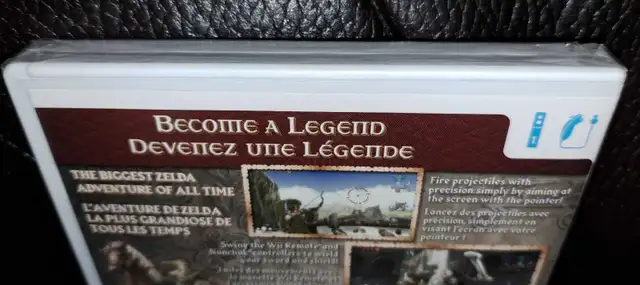 BECOME A LEGEND
DEVENEZ UNE LÉGENDE
THE BIGGEST ZELDA
ADVENTURE OF ALL TIME
L'AVENTURE DE ZELDA
LA PLUS GRANDIOSE DE
TOUS LES TEMPS
Fire projectiles with
precision simply by aiming at
the screen with the pointer!
Lancez des projectiles avec
précision, simplement en
visant l'écran avec votre
pointeur !
Swing the Wii Remote and
Nunchuk controllers to wield
your sword and shield!